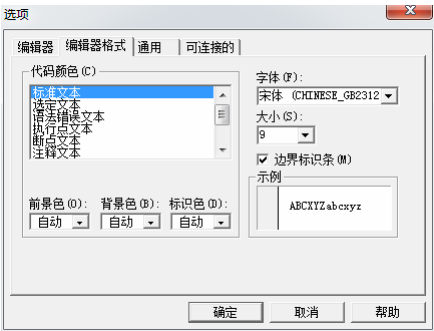 选项
编辑器 编辑器格式 通用 可连接的
代码颜色(C)
标准文本
选定文本
语法错误文本
执行点文本
断点文本
注释文本
前景色(O): 背景色(B): 标识色(D):
自动 自动 自动
字体(F):
宋体 (CHINESE_GB2312
大小(S):
9
边界标识条(M)
示例
ABCXYZabcxyz
确定 取消 帮助